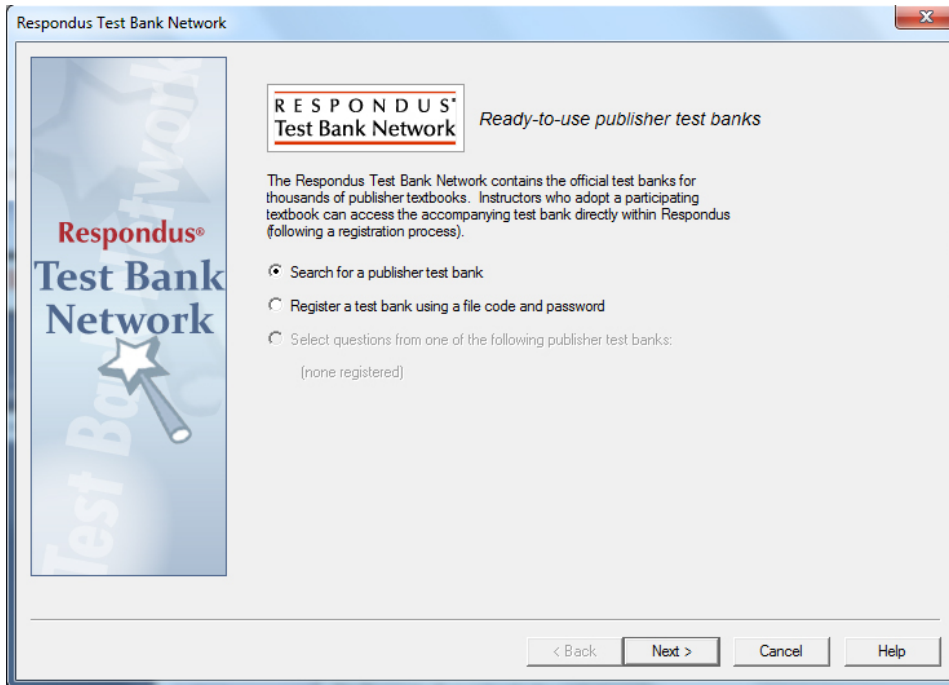 Respondus Test Bank Network
RESPONDUS®
Test Bank Network
Ready-to-use publisher test banks
The Respondus Test Bank Network contains the official test banks for
thousands of publisher textbooks. Instructors who adopt a participating
textbook can access the accompanying test bank directly within Respondus
(following a registration process).
Search for a publisher test bank
Register a test bank using a file code and password
Select questions from one of the following publisher test banks:
(none registered)
Respondus®
Test Bank
Network
Test Bank Network
< Back
Next >
Cancel
Help